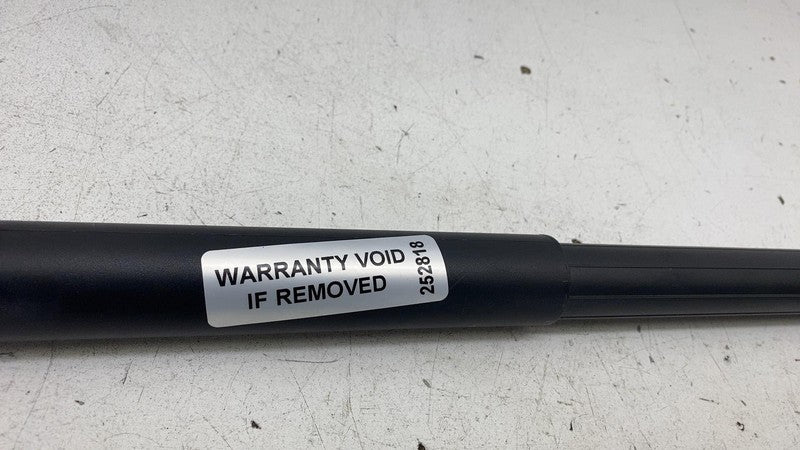 WARRANTY VOID
IF REMOVED
252818